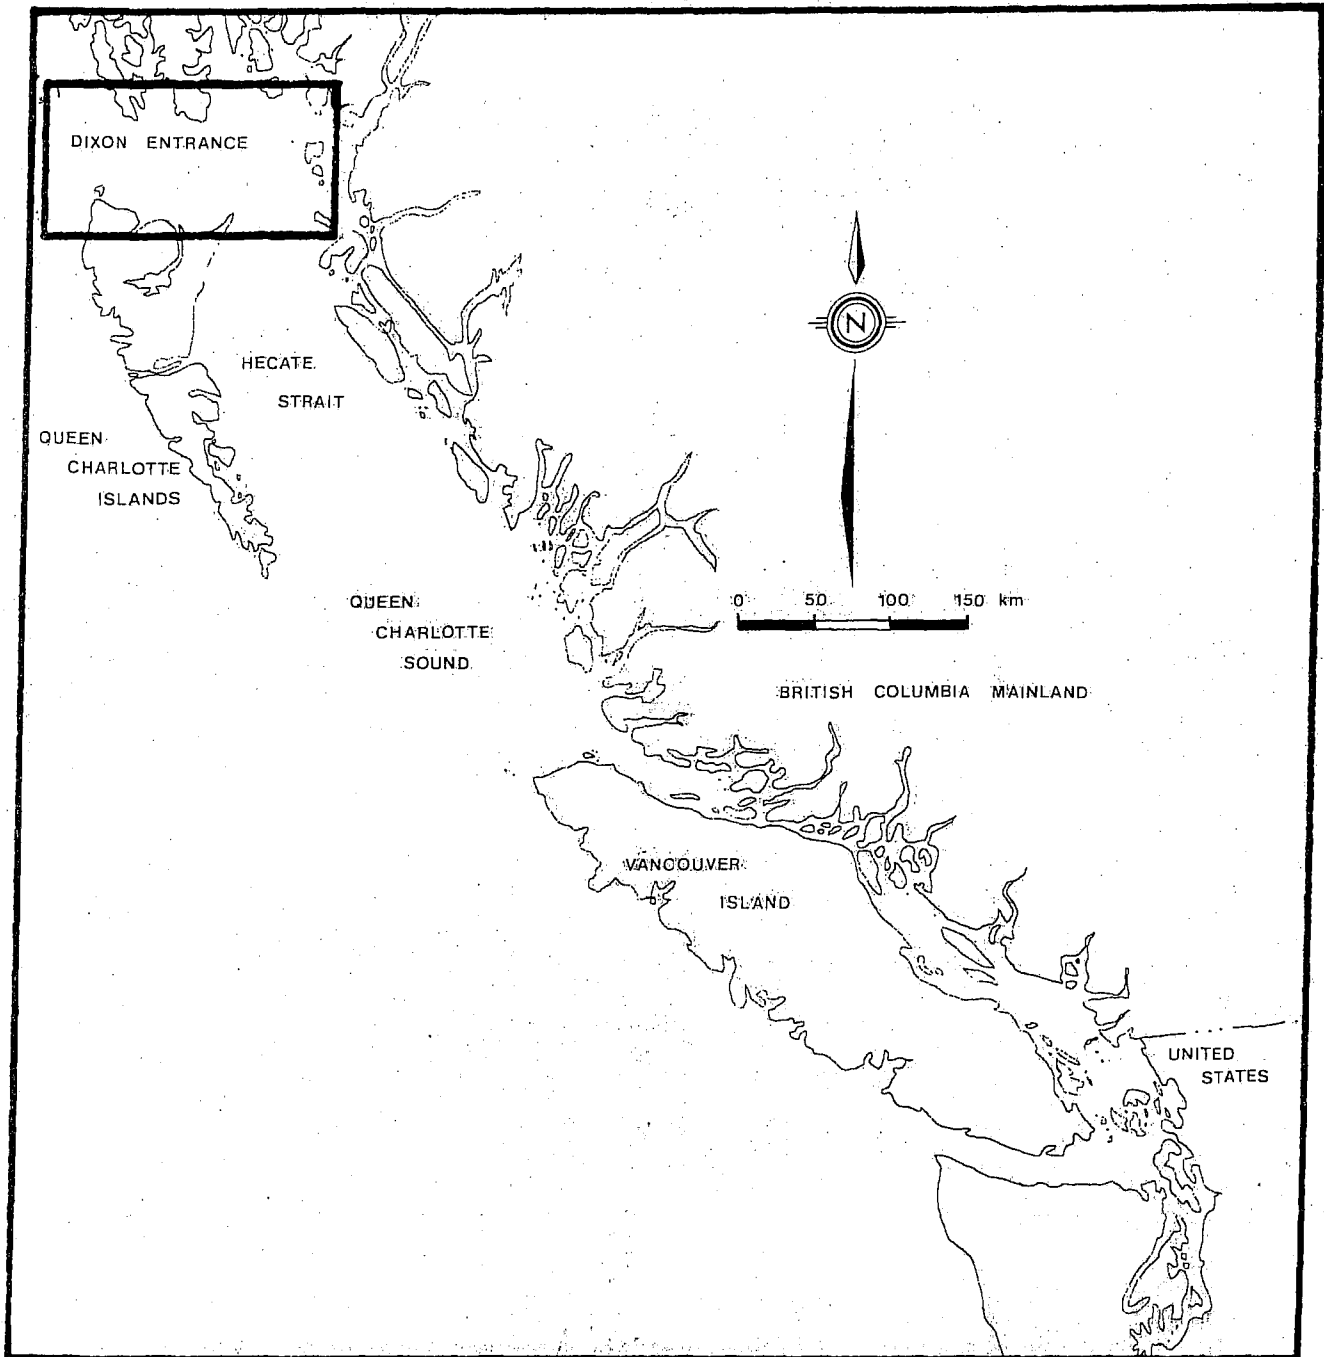 DIXON ENTRANCE
N
HECATE
STRAIT
QUEEN
CHARLOTTE
ISLANDS
QUEEN
CHARLOTTE
SOUND
0 50 100 150 km
BRITISH COLUMBIA MAINLAND
VANCOUVER
ISLAND
UNITED
STATES